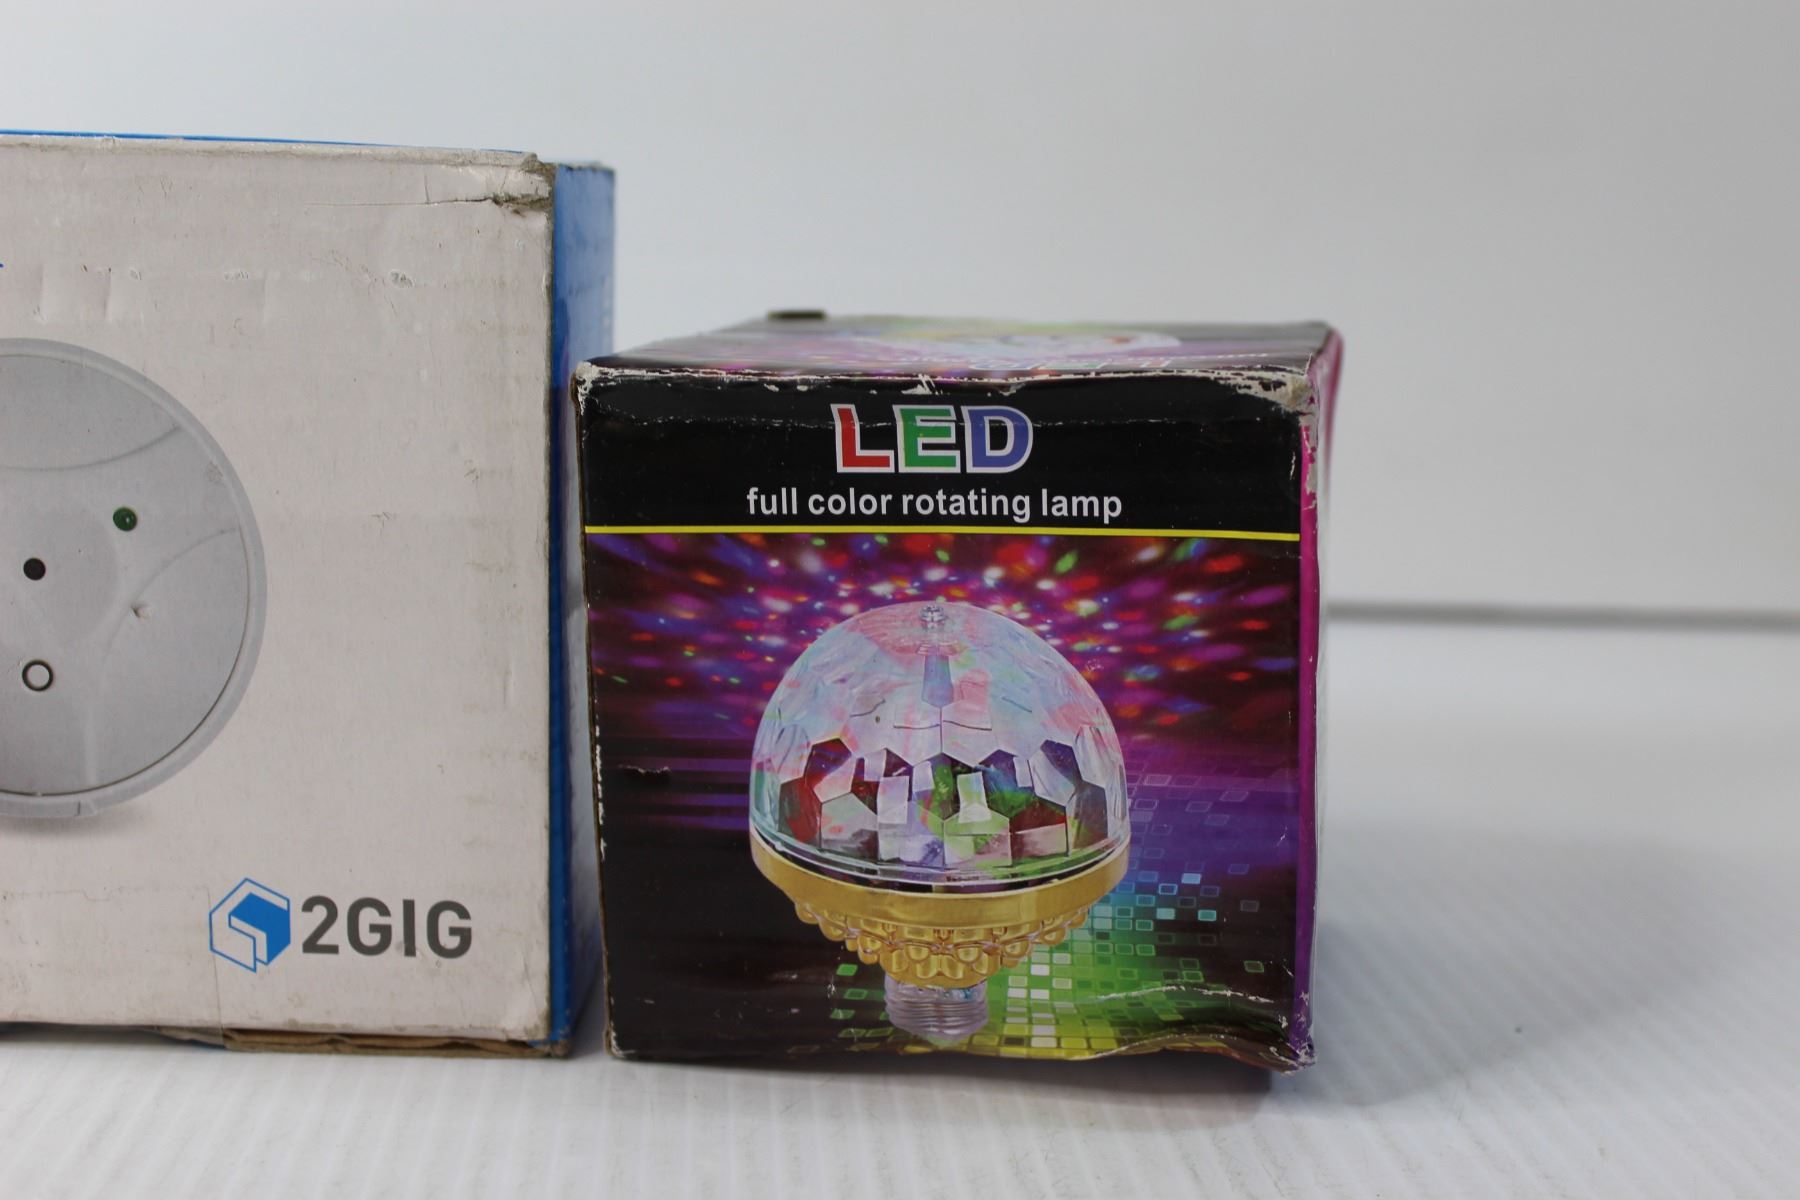 LED
full color rotating lamp
2GIG